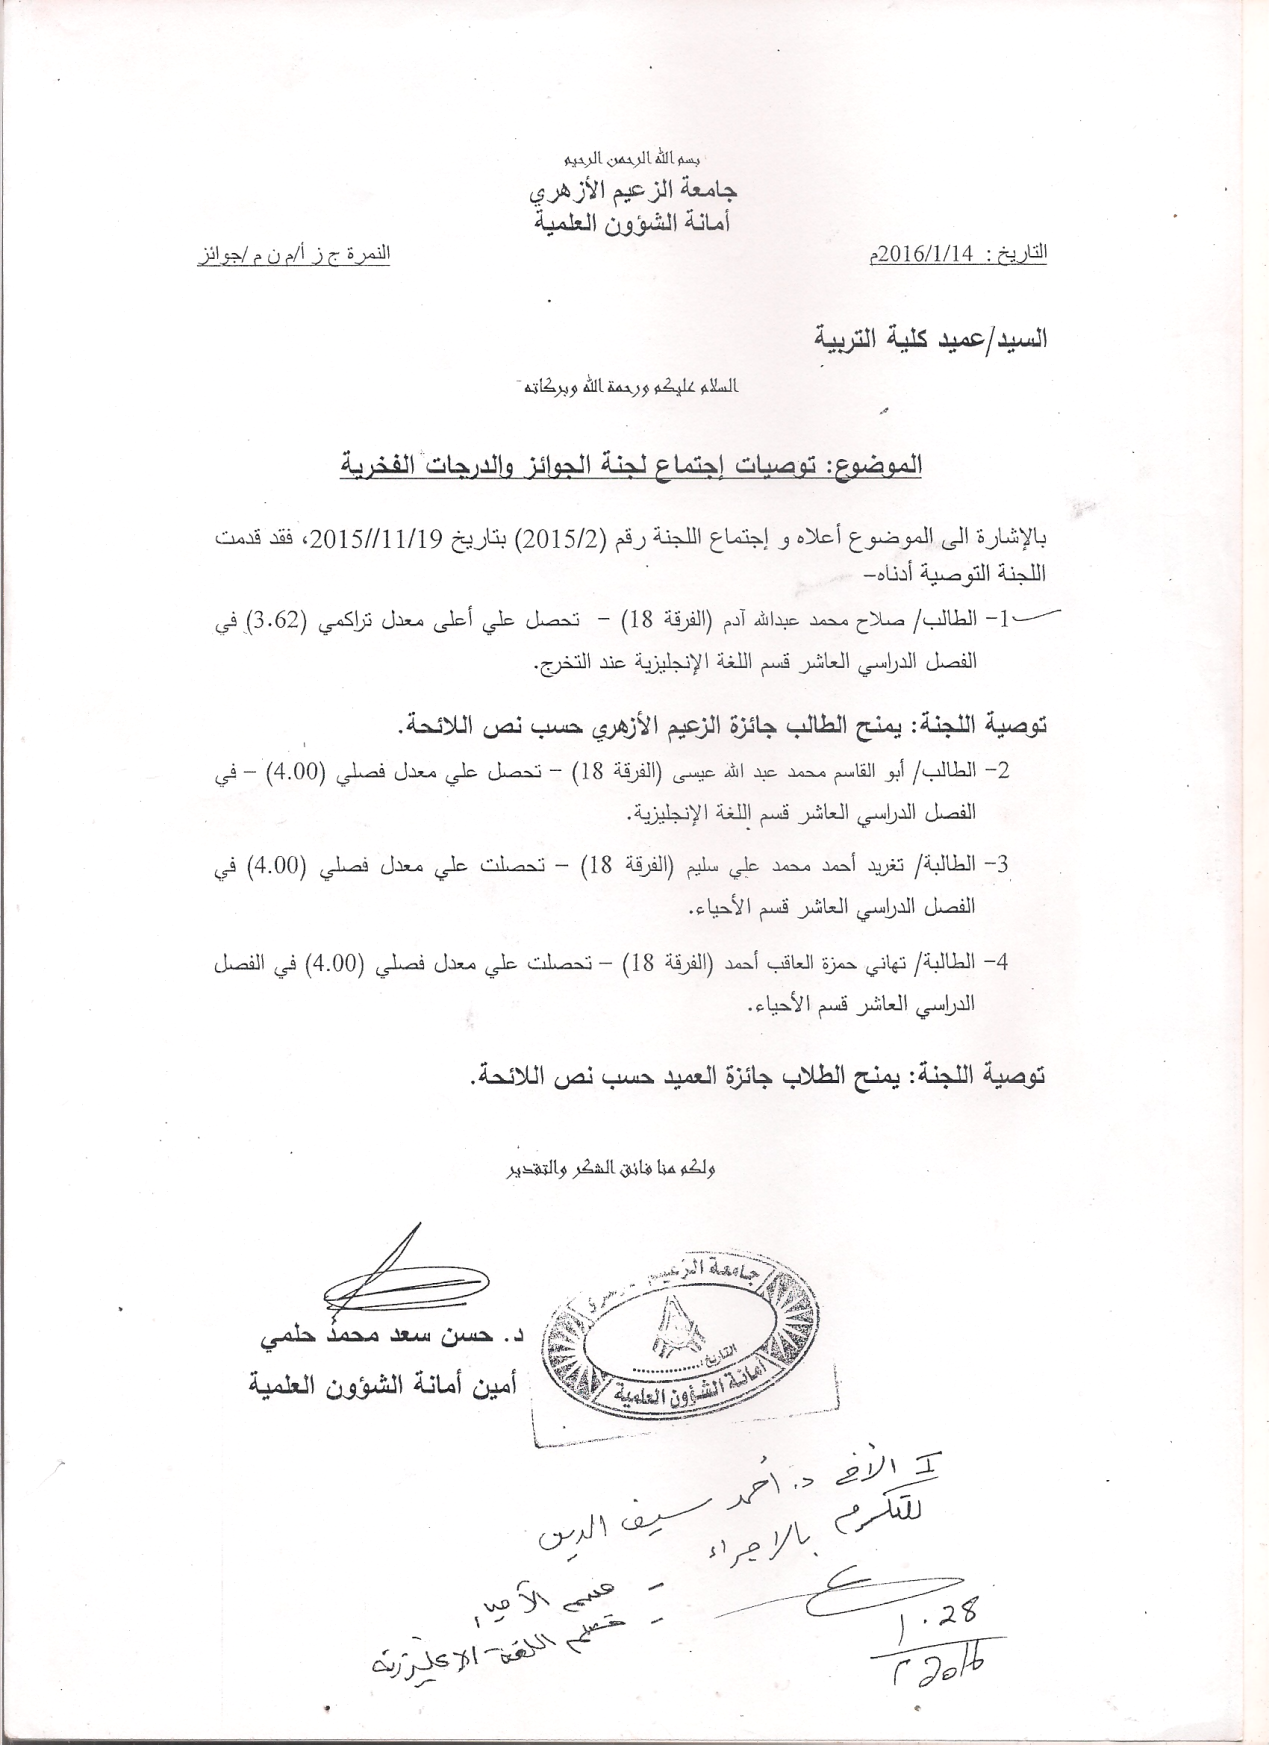 بسم الله الرحمن الرحيم
جامعة الزعيم الأزهري
أمانة الشؤون العلمية
التاريخ : 2016/1/14م
النمرة ج ز أ/م ن م /جوائز
السيد/عميد كلية التربية
السلام عليكم ورحمة الله وبركاته
الموضوع: توصيات إجتماع لجنة الجوائز والدرجات الفخرية
بالإشارة الى الموضوع أعلاه و إجتماع اللجنة رقم (2015/2) بتاريخ 2015//11/19، فقد قدمت
اللجنة التوصية أدناه-
1- الطالب/ صلاح محمد عبدالله آدم (الفرقة 18) - تحصل علي أعلى معدل تراكمي (3.62) في
الفصل الدراسي العاشر قسم اللغة الإنجليزية عند التخرج.
توصية اللجنة: يمنح الطالب جائزة الزعيم الأزهري حسب نص اللائحة.
2- الطالب/ أبو القاسم محمد عبد الله عيسى (الفرقة 18) - تحصل علي معدل فصلي (4.00) - في
الفصل الدراسي العاشر قسم اللغة الإنجليزية.
3- الطالبة/ تغريد أحمد محمد علي سليم (الفرقة 18) - تحصلت علي معدل فصلي (4.00) في
الفصل الدراسي العاشر قسم الأحياء.
4- الطالبة/ تهاني حمزة العاقب أحمد (الفرقة 18) - تحصلت علي معدل فصلي (4.00) في الفصل
الدراسي العاشر قسم الأحياء.
توصية اللجنة: يمنح الطلاب جائزة العميد حسب نص اللائحة.
ولكم منا فائق الشكر والتقدير
جامعة الزعيم
التاريخ:
أمانة الشؤون العلمية
د. حسن سعد محمد حلمي
أمين أمانة الشؤون العلمية
الأخ د. أحمد سيف الدين
للتكرم بالاجراء
- قسم الأحياء
- قسم اللغة الانجليزية
1.28
2016